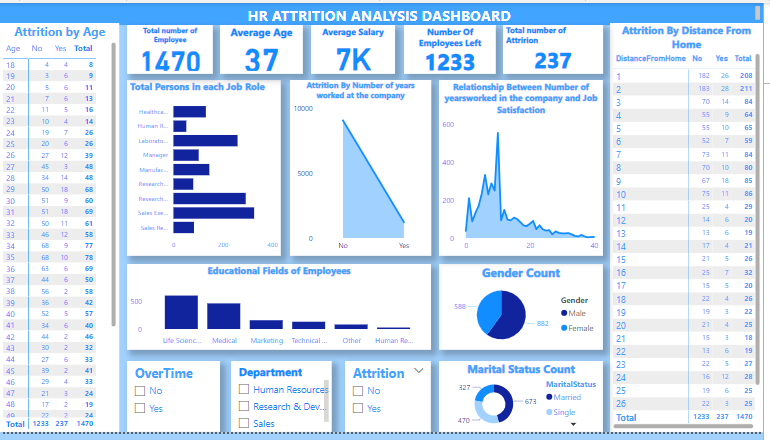 HR ATTRITION ANALYSIS DASHBOARD
Attrition by Age
Age No Yes Total
18 4 4 8
19 3 6 9
20 5 6 11
21 7 6 13
22 11 5 16
23 10 4 14
24 19 7 26
25 20 6 26
26 27 12 39
27 45 3 48
28 34 14 48
29 50 18 68
30 51 9 60
31 51 18 69
32 50 11 61
33 46 12 58
34 68 9 77
35 68 10 78
36 63 6 69
37 44 6 50
38 56 2 58
39 36 6 42
40 52 5 57
41 34 6 40
42 44 2 46
43 30 2 32
44 27 6 33
45 39 2 41
46 29 4 33
47 21 3 24
48 17 2 19
49 22 2 24
Total 1233 237 1470
Total number of Employee
1470
Average Age
37
Average Salary
7K
Number Of Employees Left
1233
Total number of Attririon
237
Total Persons in each Job Role
Healthca...
Human R...
Laborato...
Manager
Manufac...
Research...
Research...
Sales Exe...
Sales Re...
0 200 400
Attrition By Number of years worked at the company
10000
5000
0
No Yes
Relationship Between Number of yearsworked in the company and Job Satisfaction
600
400
200
0
0 20 40
Educational Fields of Employees
500
0
Life Scienc... Medical Marketing Technical ... Other Human Re...
Gender Count
588
882
Gender
Male
Female
OverTime
No
Yes
Department
Human Resources
Research & Dev...
Sales
Attrition
No
Yes
Marital Status Count
327
673
470
MaritalStatus
Married
Single
Attrition By Distance From Home
DistanceFromHome No Yes Total
1 182 26 208
2 183 28 211
3 70 14 84
4 55 9 64
5 55 10 65
6 52 7 59
7 73 11 84
8 70 10 80
9 67 18 85
10 75 11 86
11 25 4 29
12 14 6 20
13 13 6 19
14 17 4 21
15 21 5 26
16 25 7 32
17 15 5 20
18 22 4 26
19 19 3 22
20 21 4 25
21 15 3 18
22 13 6 19
23 22 5 27
24 16 12 28
25 19 6 25
26 22 3 25
Total 1233 237 1470